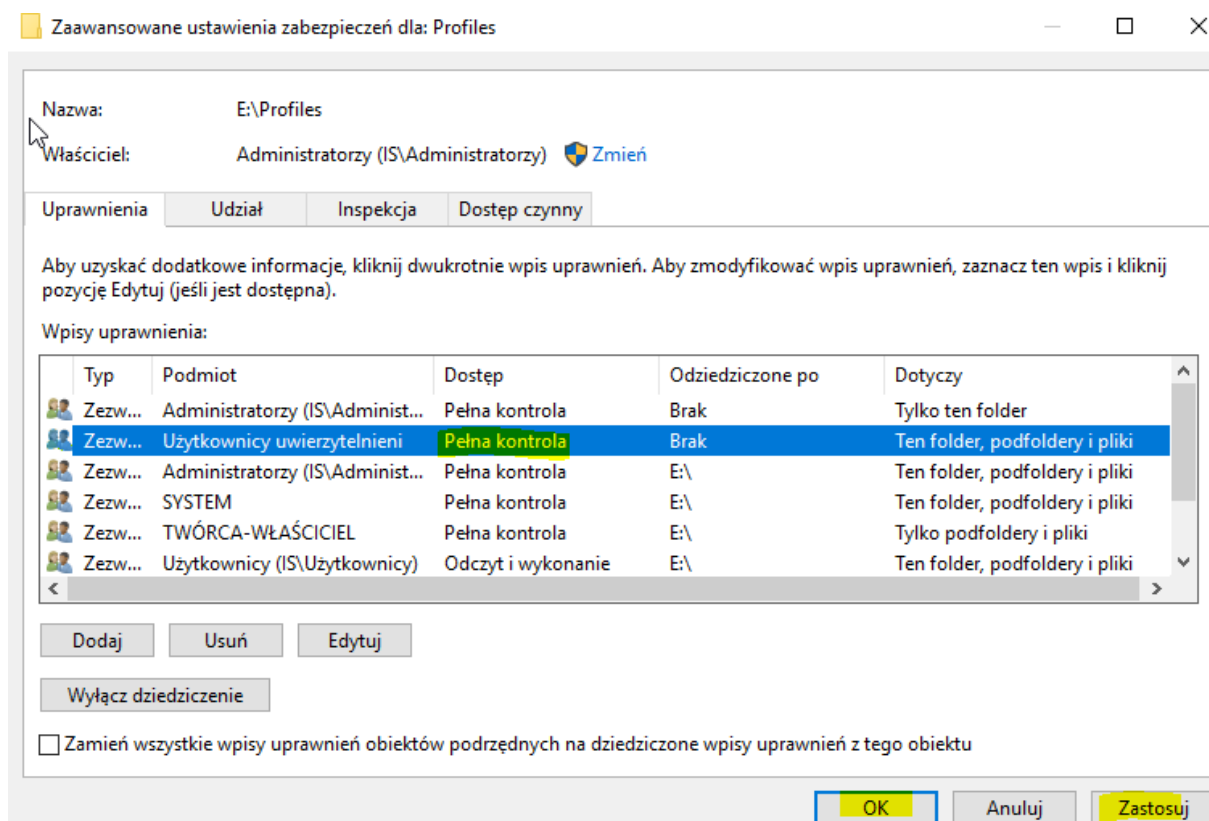 Zaawansowane ustawienia zabezpieczeń dla: Profiles
Nazwa: E:\Profiles
Właściciel: Administratorzy (IS\Administratorzy) Zmień
Uprawnienia Udział Inspekcja Dostęp czynny
Aby uzyskać dodatkowe informacje, kliknij dwukrotnie wpis uprawnień. Aby zmodyfikować wpis uprawnień, zaznacz ten wpis i kliknij
pozycję Edytuj (jeśli jest dostępna).
Wpisy uprawnienia:
Typ Podmiot Dostęp Odziedziczone po Dotyczy
Zezw... Administratorzy (IS\Administ... Pełna kontrola Brak Tylko ten folder
Zezw... Użytkownicy uwierzytelnieni Pełna kontrola Brak Ten folder, podfoldery i pliki
Zezw... Administratorzy (IS\Administ... Pełna kontrola E:\ Ten folder, podfoldery i pliki
Zezw... SYSTEM Pełna kontrola E:\ Ten folder, podfoldery i pliki
Zezw... TWÓRCA-WŁAŚCICIEL Pełna kontrola E:\ Tylko podfoldery i pliki
Zezw... Użytkownicy (IS\Użytkownicy) Odczyt i wykonanie E:\ Ten folder, podfoldery i pliki
Dodaj Usuń Edytuj
Wyłącz dziedziczenie
Zamień wszystkie wpisy uprawnień obiektów podrzędnych na dziedziczone wpisy uprawnień z tego obiektu
OK Anuluj Zastosuj